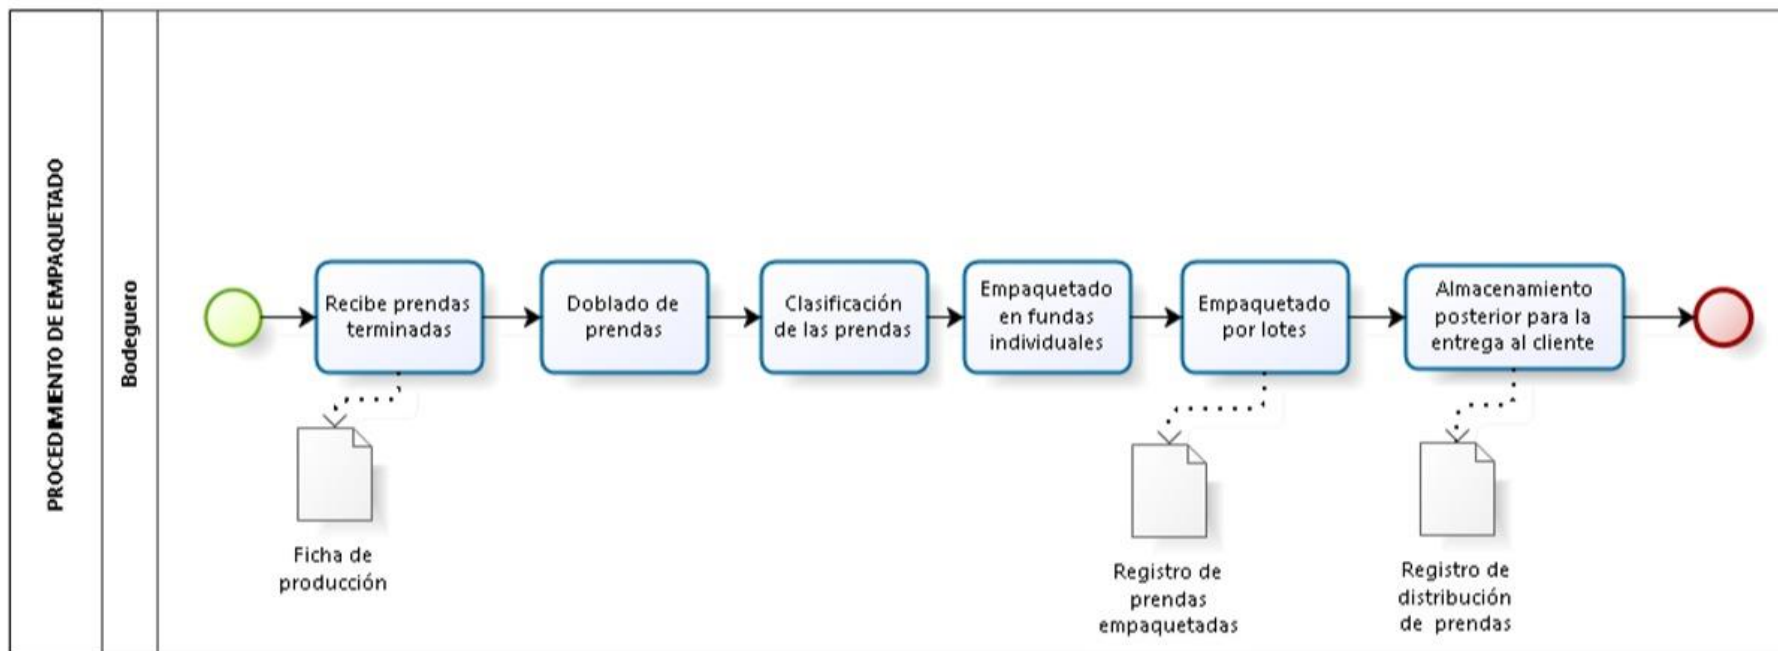 PROCEDIMIENTO DE EMPAQUETADO
Bodeguero
Recibe prendas
terminadas
Doblado de
prendas
Clasificación
de las prendas
Empaquetado
en fundas
individuales
Empaquetado
por lotes
Almacenamiento
posterior para la
entrega al cliente
Ficha de
producción
Registro de
prendas
empaquetadas
Registro de
distribución
de prendas